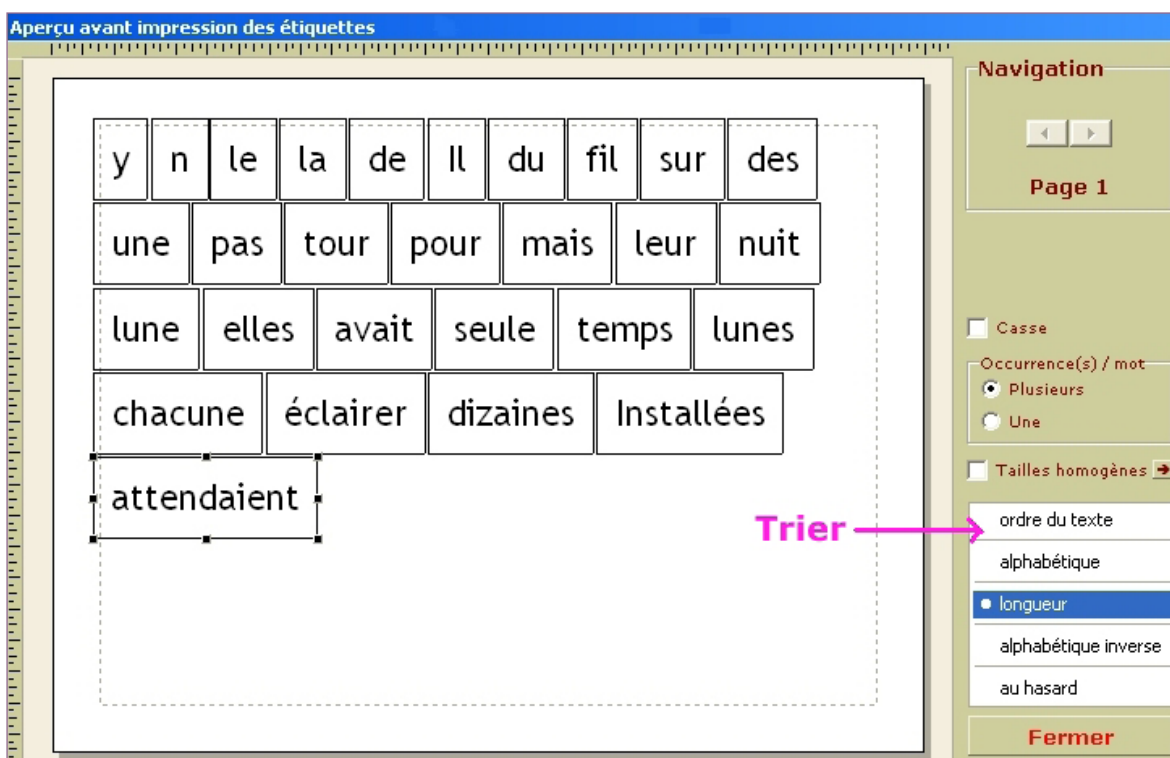 Aperçu avant impression des étiquettes
Navigation
Page 1
y n le la de Il du fil sur des
une pas tour pour mais leur nuit
lune elles avait seule temps lunes
chacune éclairer dizaines Installées
attendaient
Casse
Occurrence(s) / mot
Plusieurs
Une
Tailles homogènes
Trier
ordre du texte
alphabétique
longueur
alphabétique inverse
au hasard
Fermer